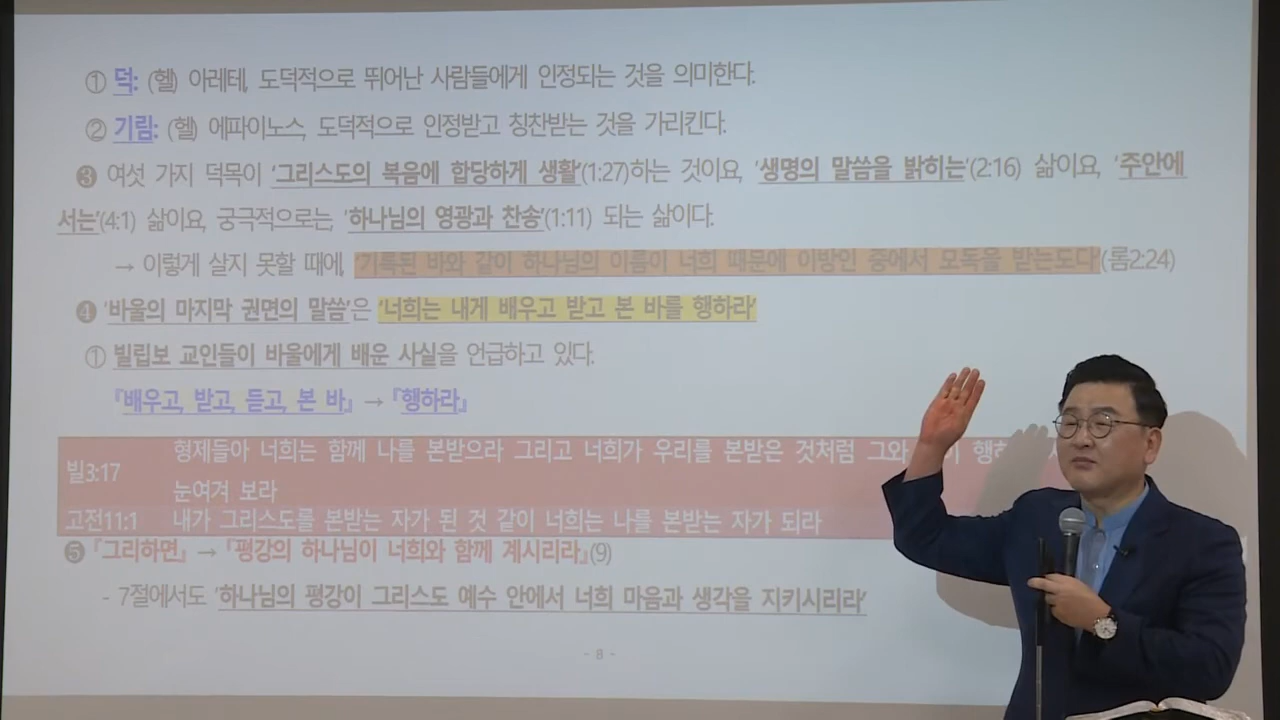 ① 덕: (헬) 아레테, 도덕적으로 뛰어난 사람들에게 인정되는 것을 의미한다.
② 기림: (헬) 에파이노스, 도덕적으로 인정받고 칭찬받는 것을 가리킨다.
❸ 여섯 가지 덕목이 '그리스도의 복음에 합당하게 생활'(1:27)하는 것이요, '생명의 말씀을 밝히는'(2:16) 삶이요, '주안에
서는'(4:1) 삶이요, 궁극적으로는, '하나님의 영광과 찬송'(1:11) 되는 삶이다.
→ 이렇게 살지 못할 때에, '기록된 바와 같이 하나님의 이름이 너희 때문에 이방인 중에서 모독을 받는도다'(롬2:24)
❹ '바울의 마지막 권면의 말씀'은 '너희는 내게 배우고 받고 본 바를 행하라'
① 빌립보 교인들이 바울에게 배운 사실을 언급하고 있다.
『배우고, 받고, 듣고, 본 바』 → 『행하라』
빌3:17 형제들아 너희는 함께 나를 본받으라 그리고 너희가 우리를 본받은 것처럼 그와
눈여겨 보라
고전11:1 내가 그리스도를 본받는 자가 된 것 같이 너희는 나를 본받는 자가 되라
❺ 『그리하면』 → 『평강의 하나님이 너희와 함께 계시리라』(9)
- 7절에서도 '하나님의 평강이 그리스도 예수 안에서 너희 마음과 생각을 지키시리라'
- 8 -